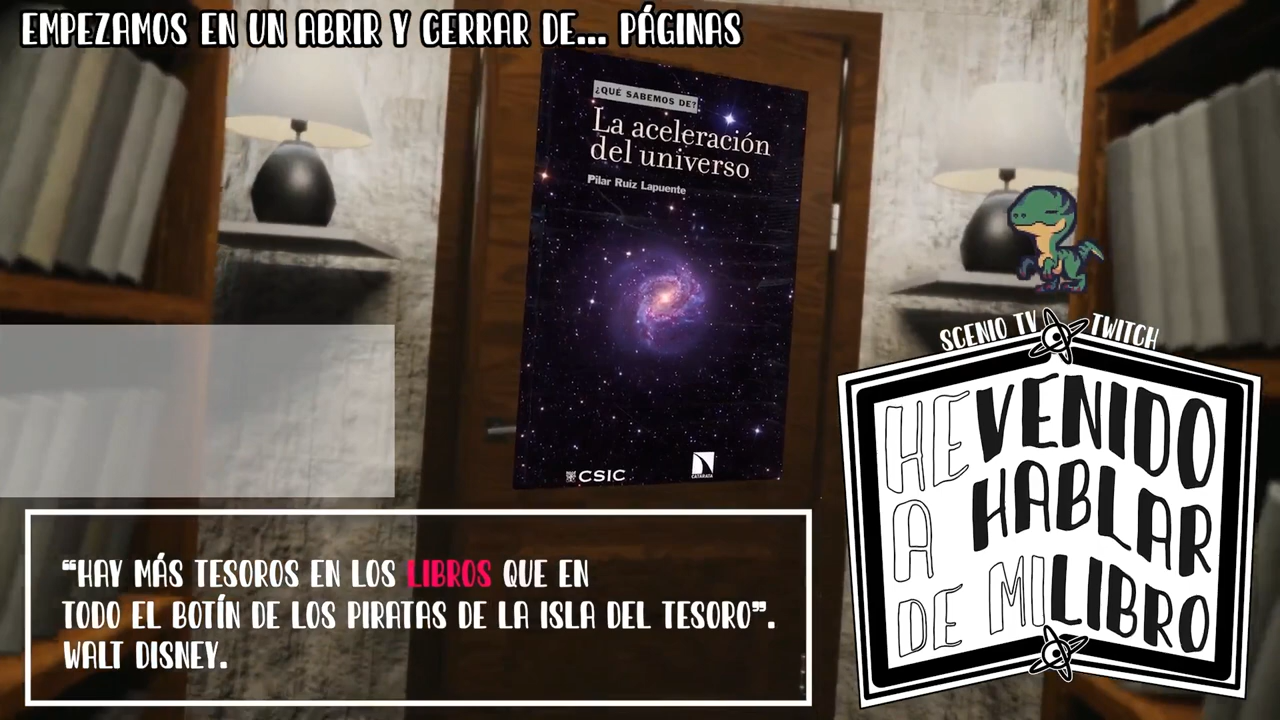 EMPEZAMOS EN UN ABRIR Y CERRAR DE... PÁGINAS
¿QUÉ SABEMOS DE?
La aceleración
del universo
Pilar Ruiz Lapuente
CSIC
CATARATA
SCENIO TV TWITCH
HE VENIDO
A HABLAR
DE MI LIBRO
“HAY MÁS TESOROS EN LOS LIBROS QUE EN
TODO EL BOTÍN DE LOS PIRATAS DE LA ISLA DEL TESORO”.
WALT DISNEY.